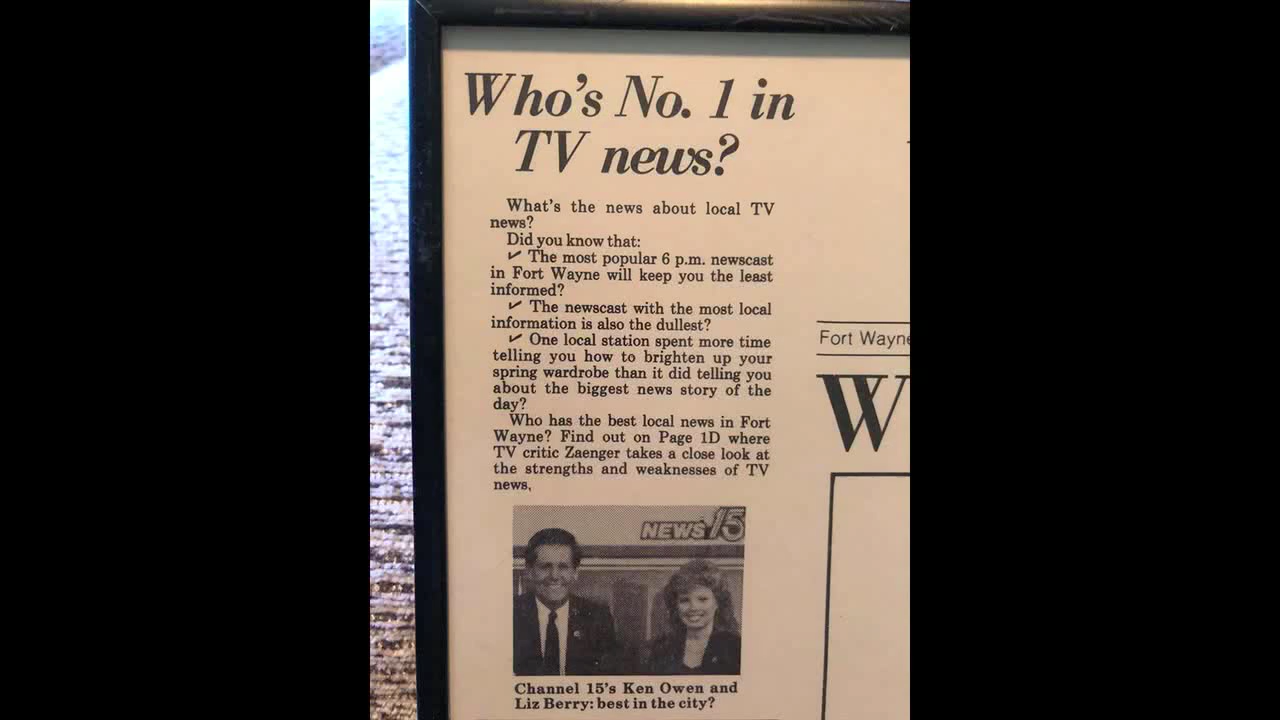 Who's No. 1 in
TV news?
What's the news about local TV
news?
Did you know that:
✓ The most popular 6 p.m. newscast
in Fort Wayne will keep you the least
informed?
✓ The newscast with the most local
information is also the dullest?
✓ One local station spent more time
telling you how to brighten up your
spring wardrobe than it did telling you
about the biggest news story of the
day?
Who has the best local news in Fort
Wayne? Find out on Page 1D where
TV critic Zaenger takes a close look at
the strengths and weaknesses of TV
news,
NEWS 15
Channel 15's Ken Owen and
Liz Berry: best in the city?
Fort Wayne
W